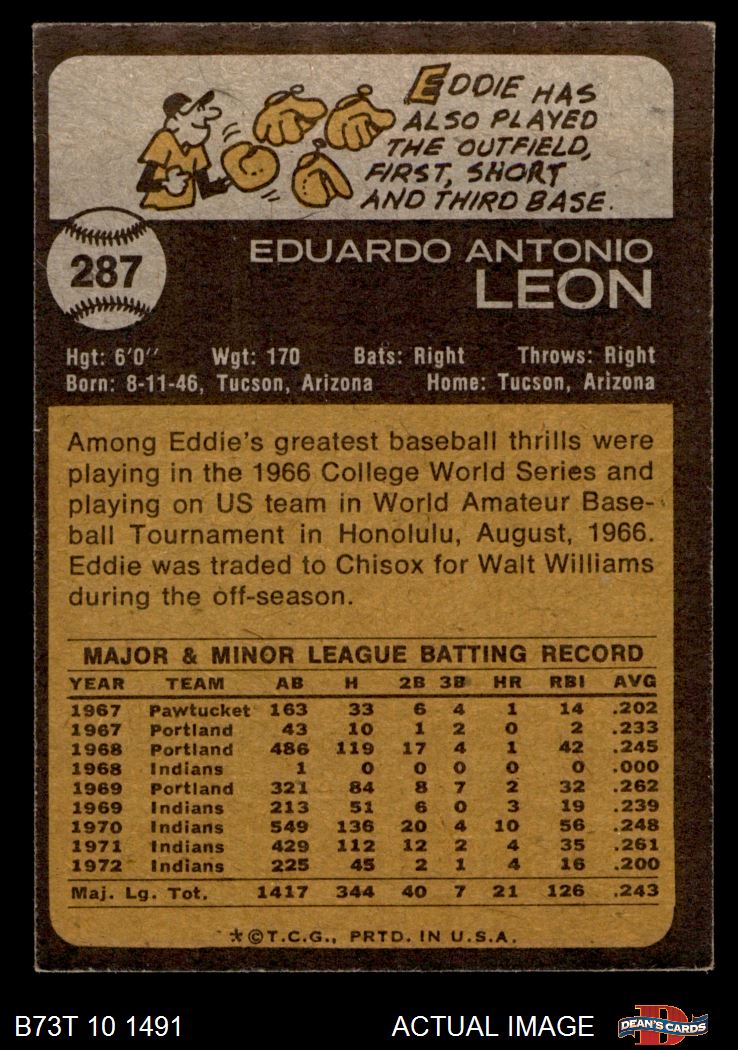 EDDIE HAS
ALSO PLAYED
THE OUTFIELD,
FIRST, SHORT
AND THIRD BASE.
287
EDUARDO ANTONIO
LEON
Hgt: 6'0" Wgt: 170 Bats: Right Throws: Right
Born: 8-11-46, Tucson, Arizona Home: Tucson, Arizona
Among Eddie's greatest baseball thrills were
playing in the 1966 College World Series and
playing on US team in World Amateur Base-
ball Tournament in Honolulu, August, 1966.
Eddie was traded to Chisox for Walt Williams
during the off-season.
MAJOR & MINOR LEAGUE BATTING RECORD
YEAR TEAM AB H 2B 3B HR RBI AVG
1967 Pawtucket 163 33 6 4 1 14 .202
1967 Portland 43 10 1 2 0 2 .233
1968 Portland 486 119 17 4 1 42 .245
1968 Indians 1 0 0 0 0 0 .000
1969 Portland 321 84 8 7 2 32 .262
1969 Indians 213 51 6 0 3 19 .239
1970 Indians 549 136 20 4 10 56 .248
1971 Indians 429 112 12 2 4 35 .261
1972 Indians 225 45 2 1 4 16 .200
Maj. Lg. Tot. 1417 344 40 7 21 126 .243
*©T.C.G., PRTD. IN U.S.A.
B73T 10 1491 ACTUAL IMAGE D DEAN'S CARDS